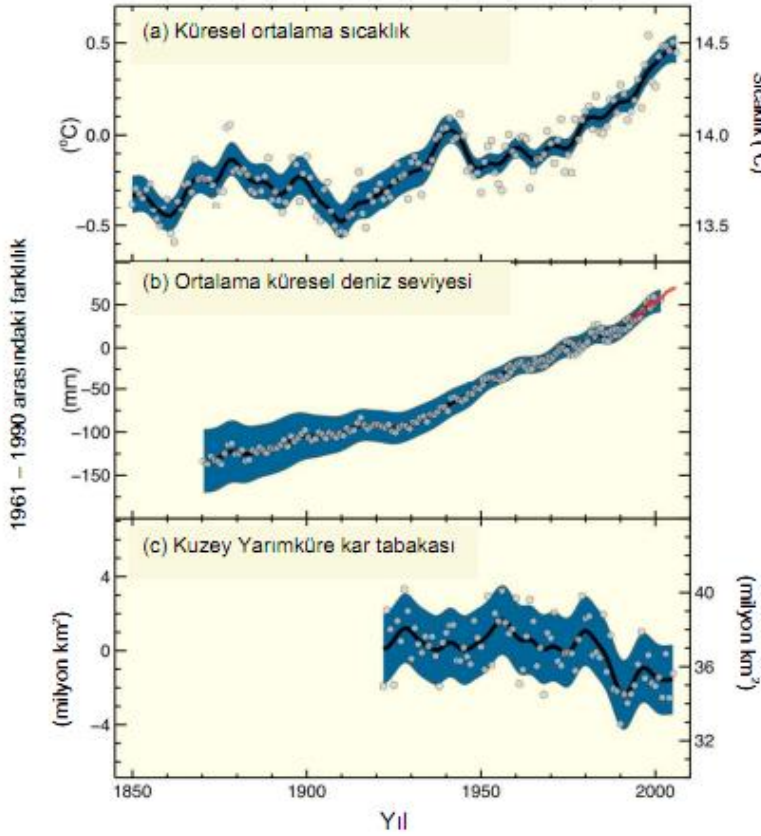 (a) Küresel ortalama sıcaklık
0.5
0.0
−0.5
(°C)
14.5
14.0
13.5
Sıcaklık (°C)
(b) Ortalama küresel deniz seviyesi
50
0
−50
−100
−150
(mm)
1961 – 1990 arasındaki farklılık
(c) Kuzey Yarımküre kar tabakası
4
0
−4
(milyon km²)
40
36
32
(milyon km²)
1850
1900
1950
2000
Yıl